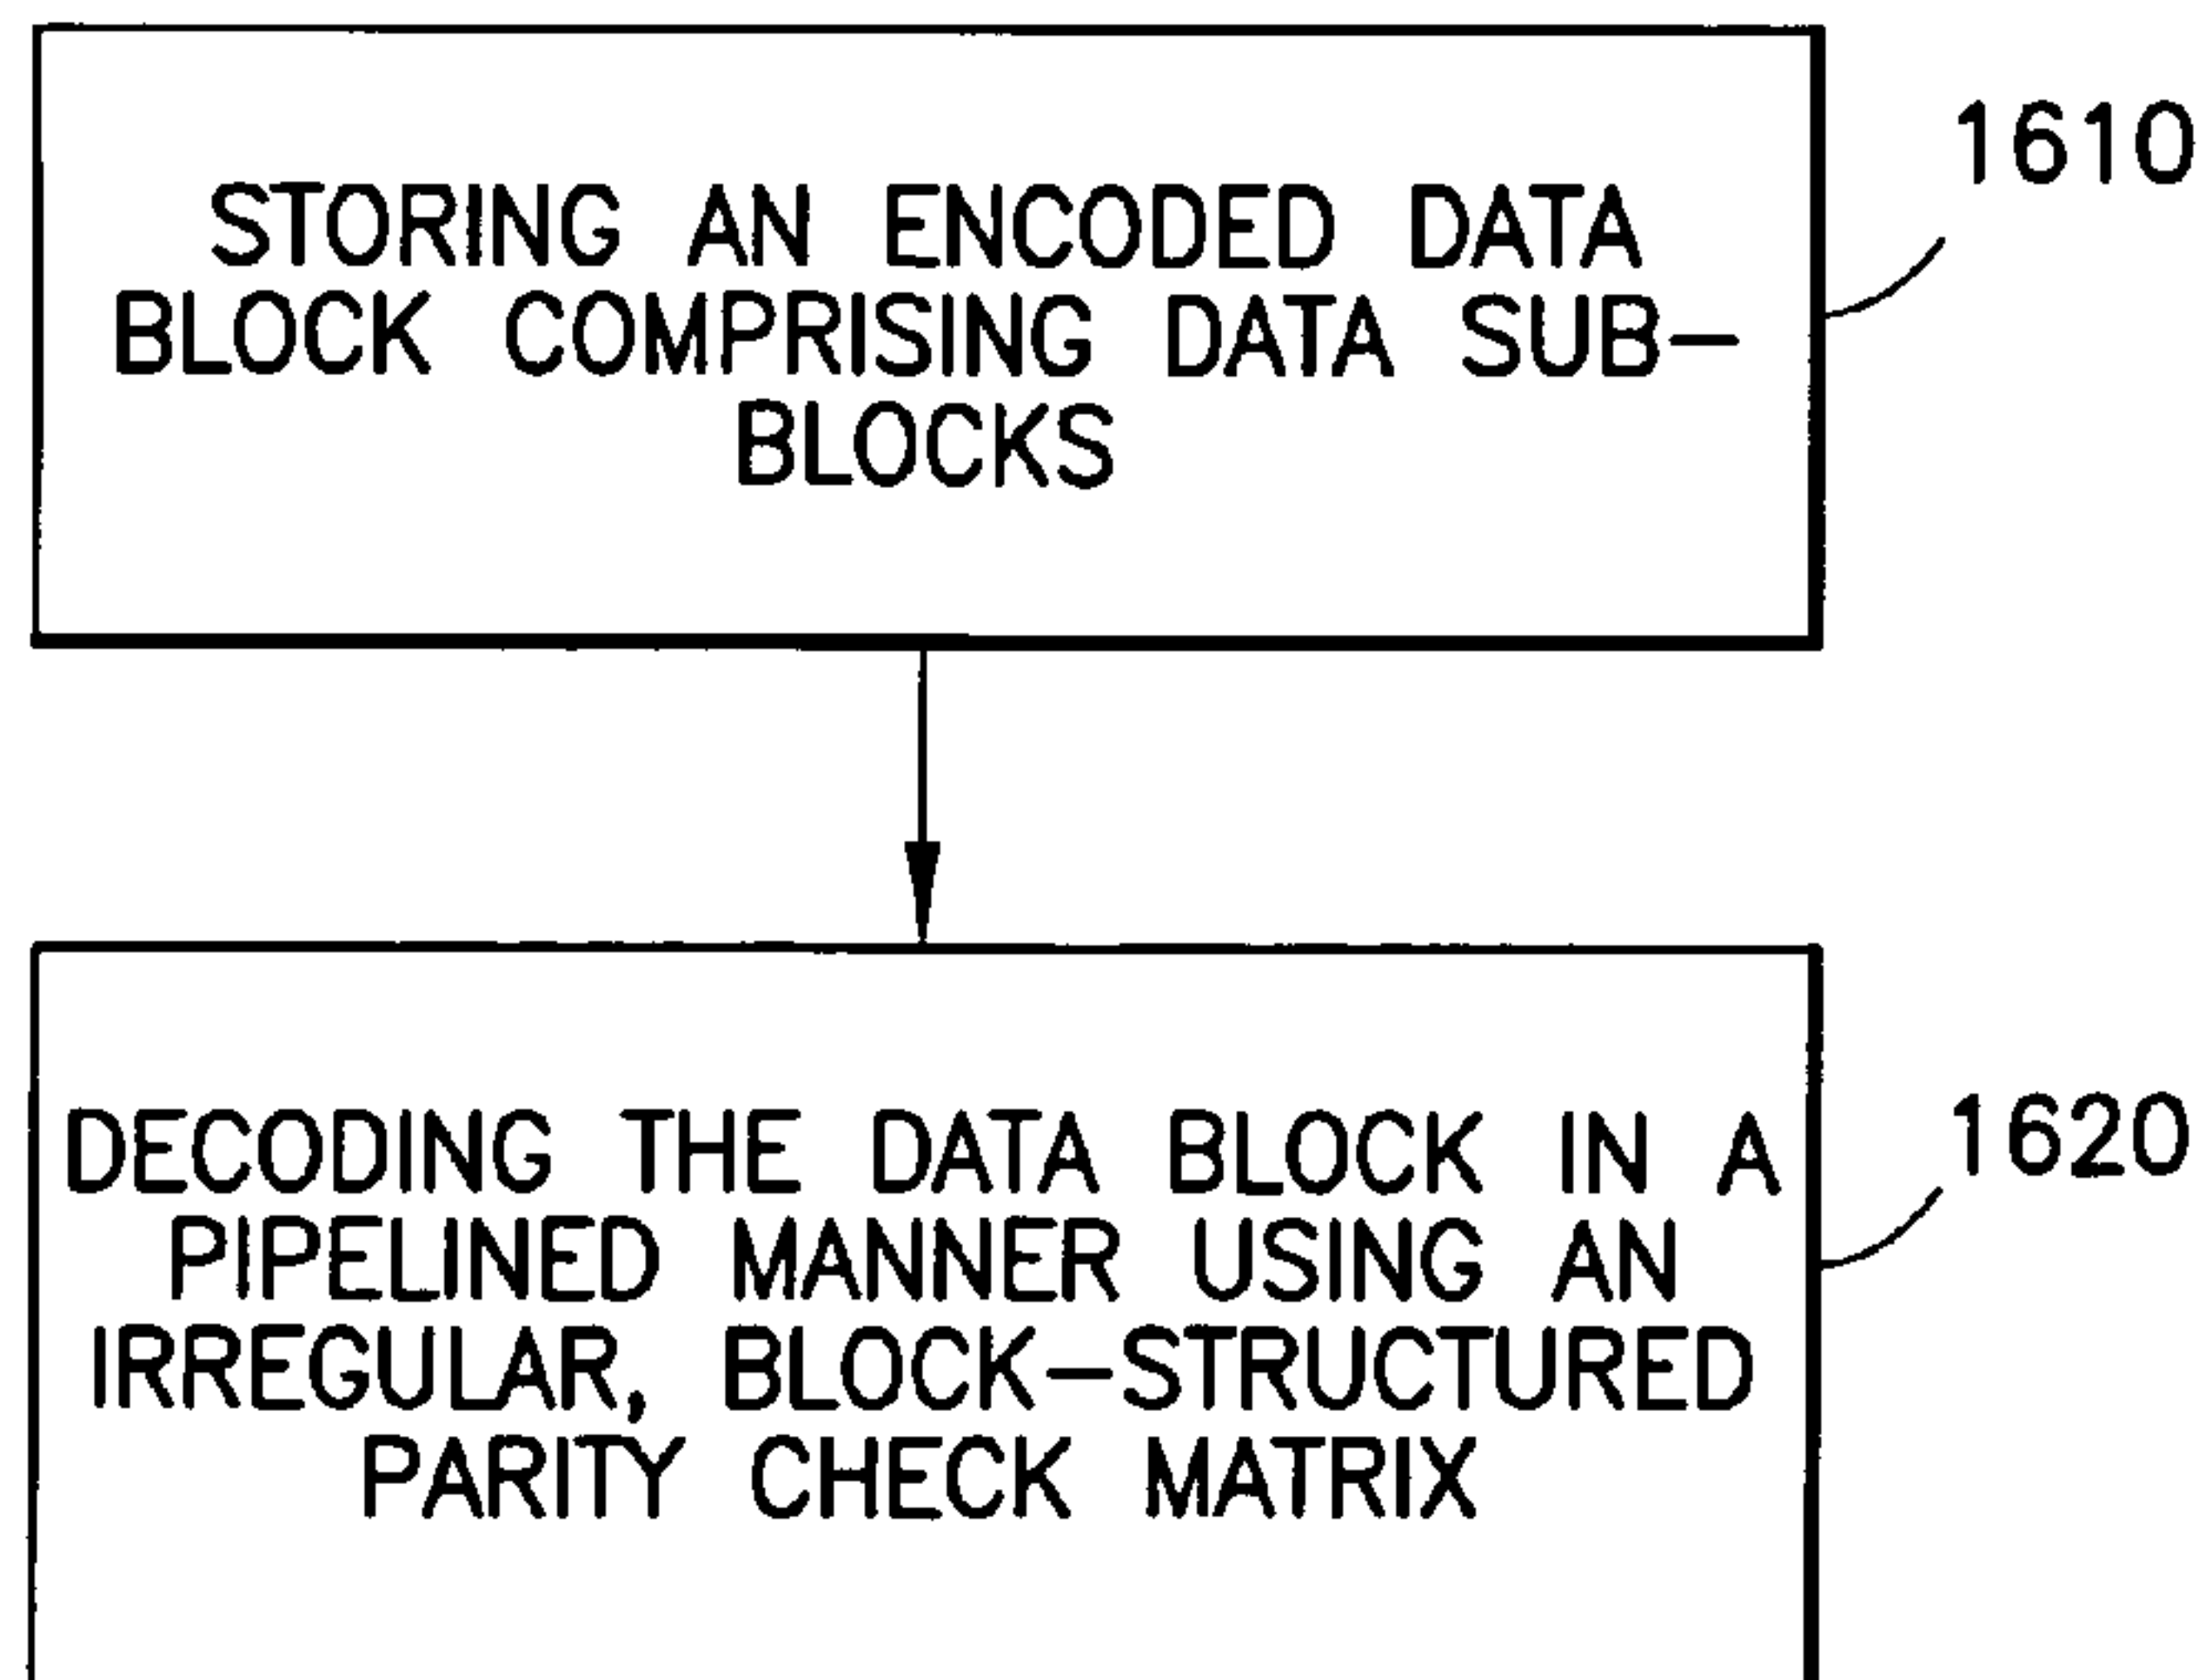 1610
STORING AN ENCODED DATA
BLOCK COMPRISING DATA SUB-
BLOCKS
1620
DECODING THE DATA BLOCK IN A
PIPELINED MANNER USING AN
IRREGULAR, BLOCK-STRUCTURED
PARITY CHECK MATRIX